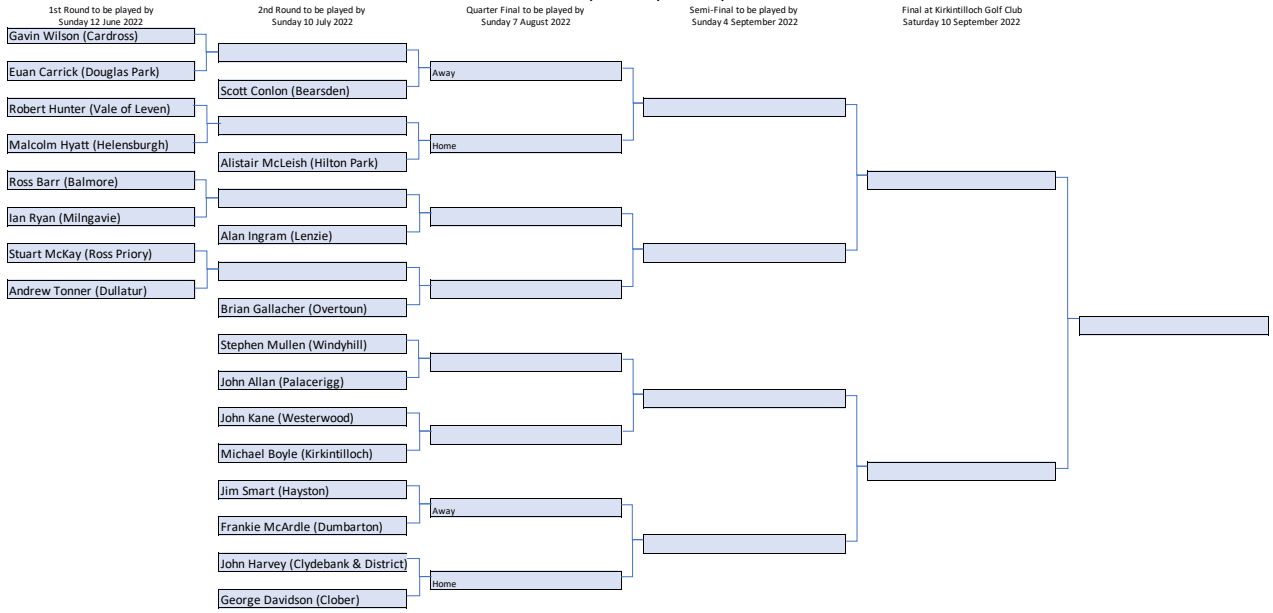 1st Round to be played by
Sunday 12 June 2022
2nd Round to be played by
Sunday 10 July 2022
Quarter Final to be played by
Sunday 7 August 2022
Semi-Final to be played by
Sunday 4 September 2022
Final at Kirkintilloch Golf Club
Saturday 10 September 2022
Gavin Wilson (Cardross)
Euan Carrick (Douglas Park)
Robert Hunter (Vale of Leven)
Malcolm Hyatt (Helensburgh)
Ross Barr (Balmore)
Ian Ryan (Milngavie)
Stuart McKay (Ross Priory)
Andrew Tonner (Dullatur)
Scott Conlon (Bearsden)
Alistair McLeish (Hilton Park)
Alan Ingram (Lenzie)
Brian Gallacher (Overtoun)
Stephen Mullen (Windyhill)
John Allan (Palacerigg)
John Kane (Westerwood)
Michael Boyle (Kirkintilloch)
Jim Smart (Hayston)
Frankie McArdle (Dumbarton)
John Harvey (Clydebank & District)
George Davidson (Clober)
Away
Home
Away
Home